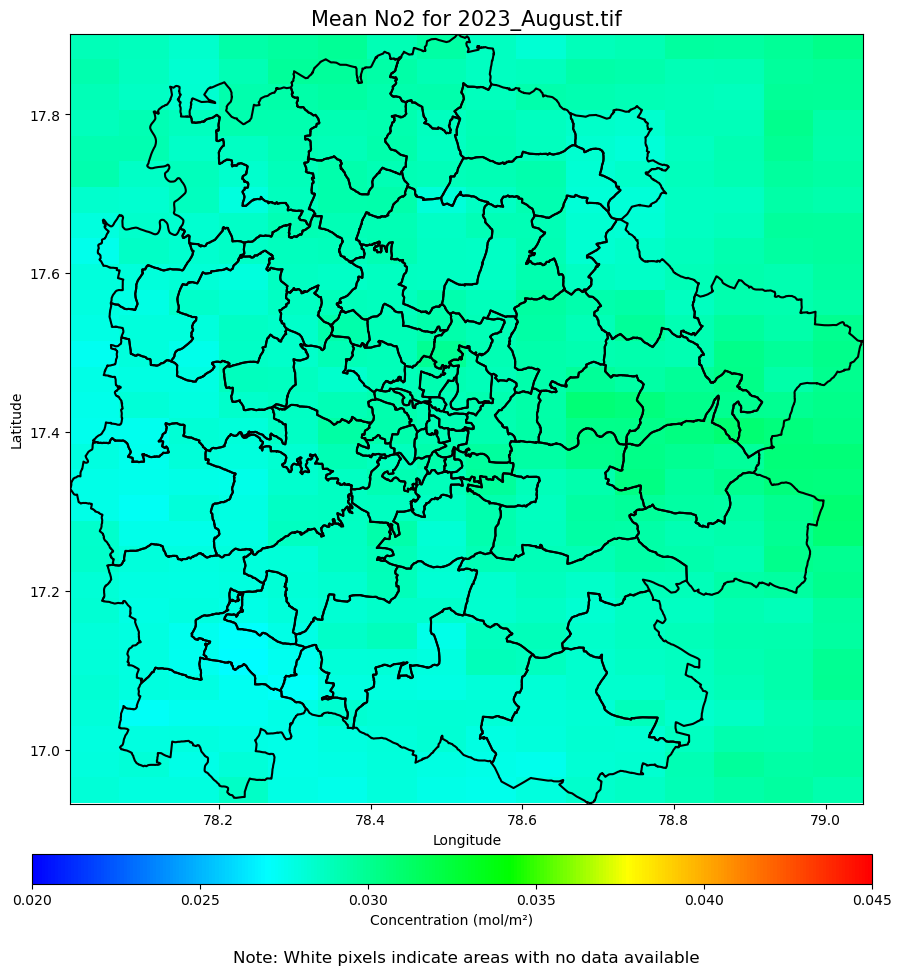 Mean No2 for 2023_August.tif
17.8
17.6
17.4
17.2
17.0
Latitude
78.2 78.4 78.6 78.8 79.0
Longitude
0.020 0.025 0.030 0.035 0.040 0.045
Concentration (mol/m²)
Note: White pixels indicate areas with no data available